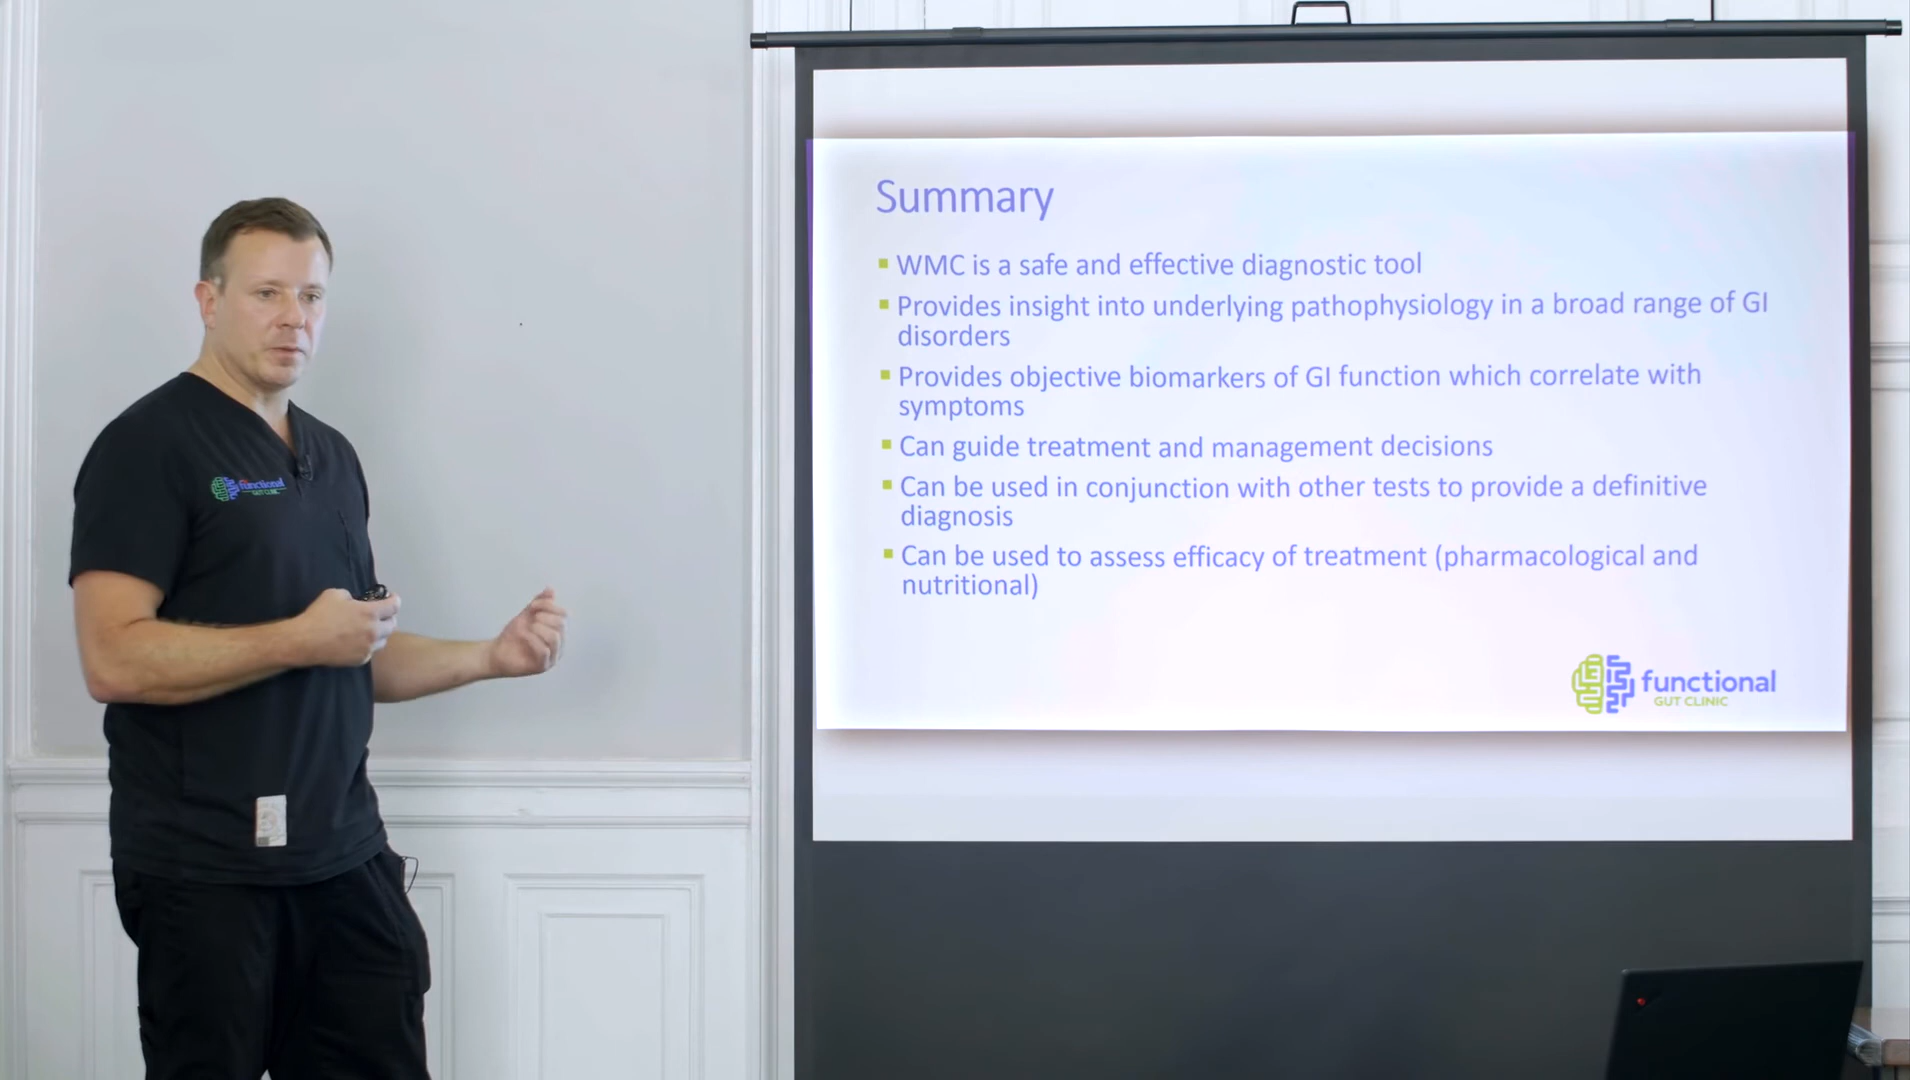 Summary
WMC is a safe and effective diagnostic tool
Provides insight into underlying pathophysiology in a broad range of GI
disorders
Provides objective biomarkers of GI function which correlate with
symptoms
Can guide treatment and management decisions
Can be used in conjunction with other tests to provide a definitive
diagnosis
Can be used to assess efficacy of treatment (pharmacological and
nutritional)
functional
GUT CLINIC
functional
GUT CLINIC